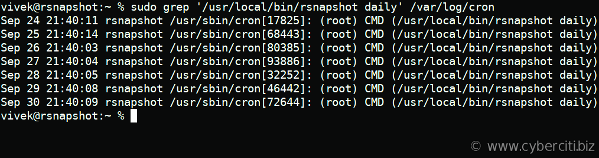 vivek@rsnapshot:~ % sudo grep '/usr/local/bin/rsnapshot daily' /var/log/cron
Sep 24 21:40:11 rsnapshot /usr/sbin/cron[17825]: (root) CMD (/usr/local/bin/rsnapshot daily)
Sep 25 21:40:14 rsnapshot /usr/sbin/cron[68443]: (root) CMD (/usr/local/bin/rsnapshot daily)
Sep 26 21:40:03 rsnapshot /usr/sbin/cron[80385]: (root) CMD (/usr/local/bin/rsnapshot daily)
Sep 27 21:40:04 rsnapshot /usr/sbin/cron[93886]: (root) CMD (/usr/local/bin/rsnapshot daily)
Sep 28 21:40:05 rsnapshot /usr/sbin/cron[32252]: (root) CMD (/usr/local/bin/rsnapshot daily)
Sep 29 21:40:08 rsnapshot /usr/sbin/cron[46442]: (root) CMD (/usr/local/bin/rsnapshot daily)
Sep 30 21:40:09 rsnapshot /usr/sbin/cron[72644]: (root) CMD (/usr/local/bin/rsnapshot daily)
vivek@rsnapshot:~ %
© www.cyberciti.biz